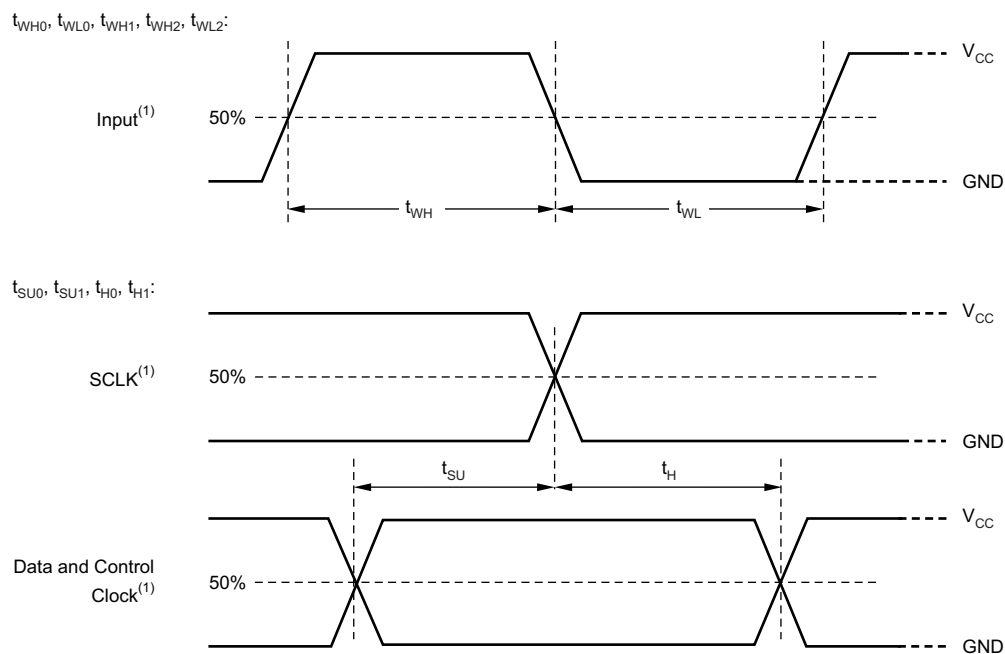 tWH0, tWL0, tWH1, tWH2, tWL2:
VCC
Input(1)
50%
GND
tWH
tWL
tSU0, tSU1, tH0, tH1:
VCC
SCLK(1)
50%
GND
tSU
tH
VCC
Data and Control
Clock(1)
50%
GND